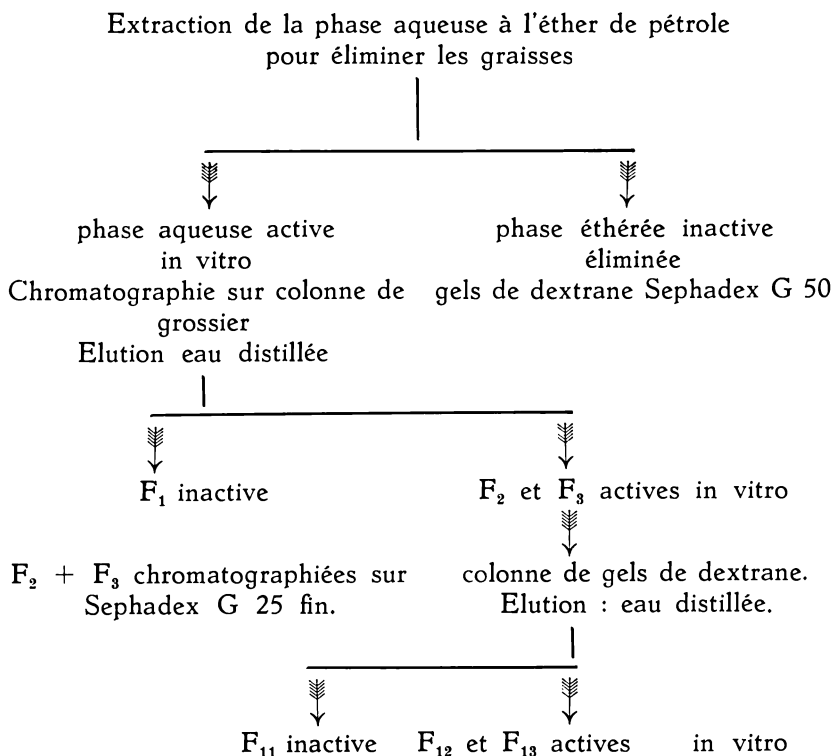 Extraction de la phase aqueuse à l'éther de pétrole
pour éliminer les graisses
phase aqueuse active
in vitro
phase éthérée inactive
éliminée
Chromatographie sur colonne de gels de dextrane Sephadex G 50
grossier
Elution eau distillée
F₁ inactive
F₂ et F₃ actives in vitro
F₂ + F₃ chromatographiées sur colonne de gels de dextrane.
Sephadex G 25 fin. Elution : eau distillée.
F₁₁ inactive
F₁₂ et F₁₃ actives in vitro